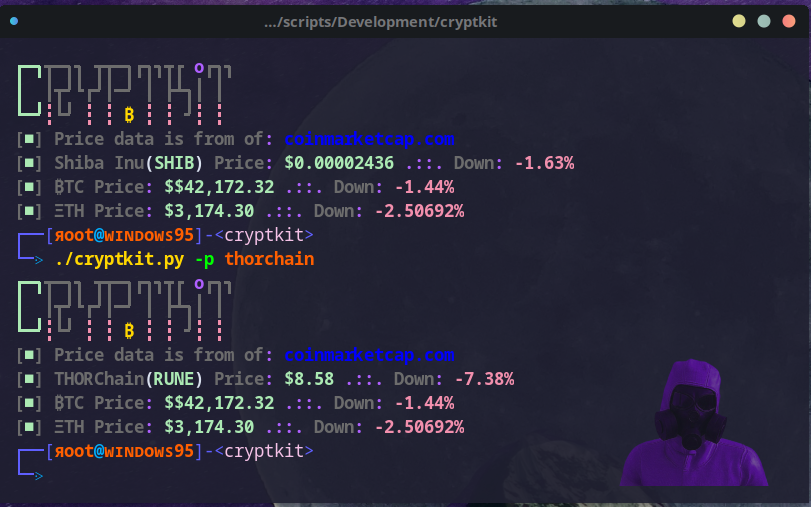 .../scripts/Development/cryptkit
[■] Price data is from of: coinmarketcap.com
[■] Shiba Inu(SHIB) Price: $0.00002436 .::. Down: -1.63%
[■] ₿TC Price: $$42,172.32 .::. Down: -1.44%
[■] ΞTH Price: $3,174.30 .::. Down: -2.50692%
┌──[ᴙoot@ᴡɪɴᴅᴏᴡs95]-<cryptkit>
└─> ./cryptkit.py -p thorchain
[■] Price data is from of: coinmarketcap.com
[■] THORChain(RUNE) Price: $8.58 .::. Down: -7.38%
[■] ₿TC Price: $$42,172.32 .::. Down: -1.44%
[■] ΞTH Price: $3,174.30 .::. Down: -2.50692%
┌──[ᴙoot@ᴡɪɴᴅᴏᴡs95]-<cryptkit>
└─>